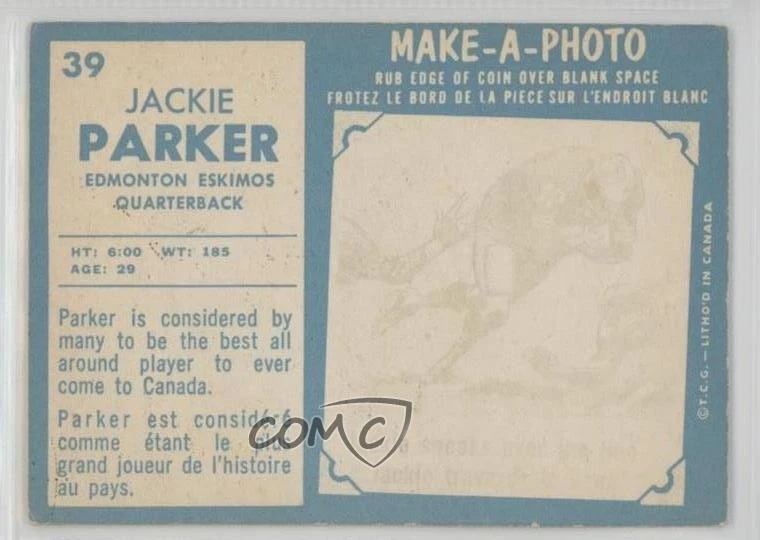 39
JACKIE
PARKER
EDMONTON ESKIMOS
QUARTERBACK
HT: 6:00 WT: 185
AGE: 29
Parker is considered by
many to be the best all
around player to ever
come to Canada.
Parker est considéré
comme étant le plus
grand joueur de l'histoire
au pays.
MAKE-A-PHOTO
RUB EDGE OF COIN OVER BLANK SPACE
FROTEZ LE BORD DE LA PIECE SUR L'ENDROIT BLANC
©T.C.G.—LITHO'D IN CANADA
COMC